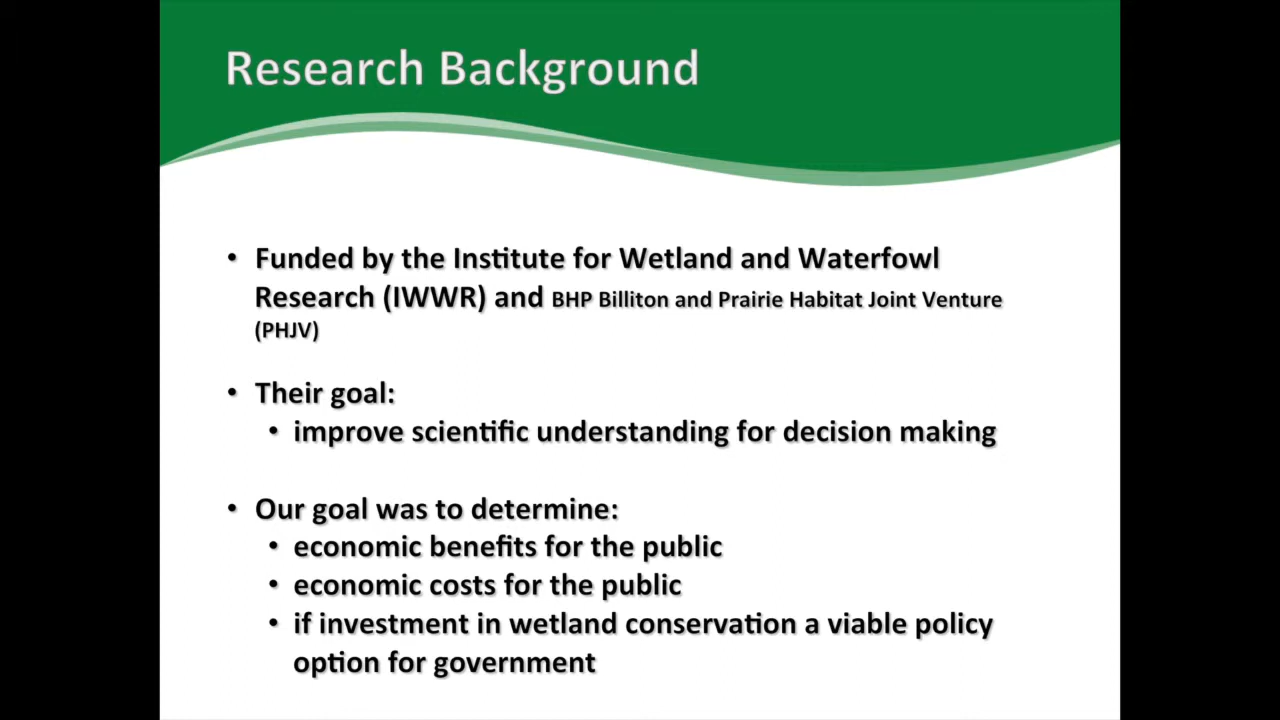 Research Background
• Funded by the Institute for Wetland and Waterfowl
Research (IWWR) and BHP Billiton and Prairie Habitat Joint Venture
(PHJV)
• Their goal:
• improve scientific understanding for decision making
• Our goal was to determine:
• economic benefits for the public
• economic costs for the public
• if investment in wetland conservation a viable policy
option for government